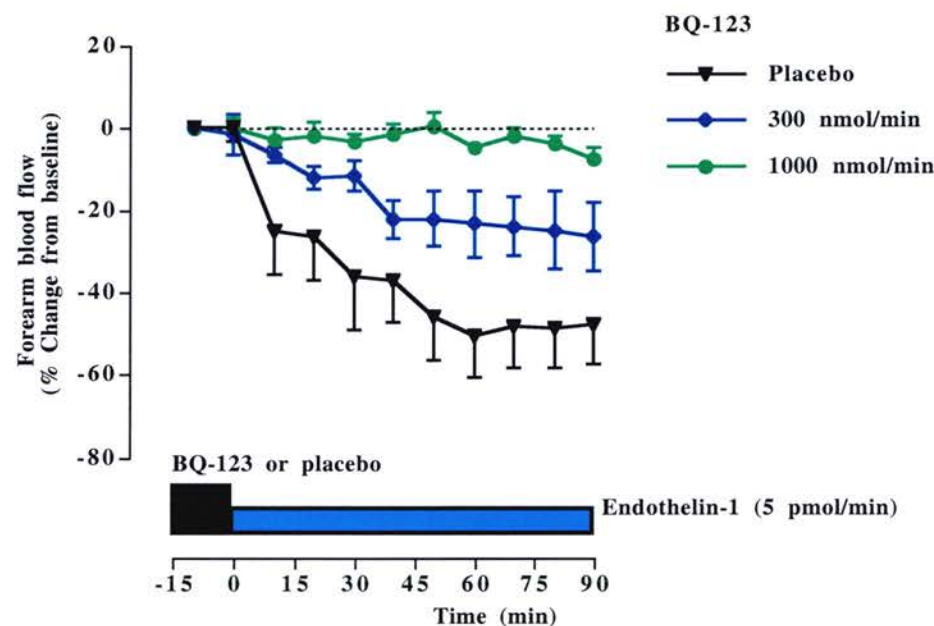 BQ-123
Placebo
300 nmol/min
1000 nmol/min
20
0
-20
-40
-60
-80
Forearm blood flow
(% Change from baseline)
BQ-123 or placebo
Endothelin-1 (5 pmol/min)
-15 0 15 30 45 60 75 90
Time (min)